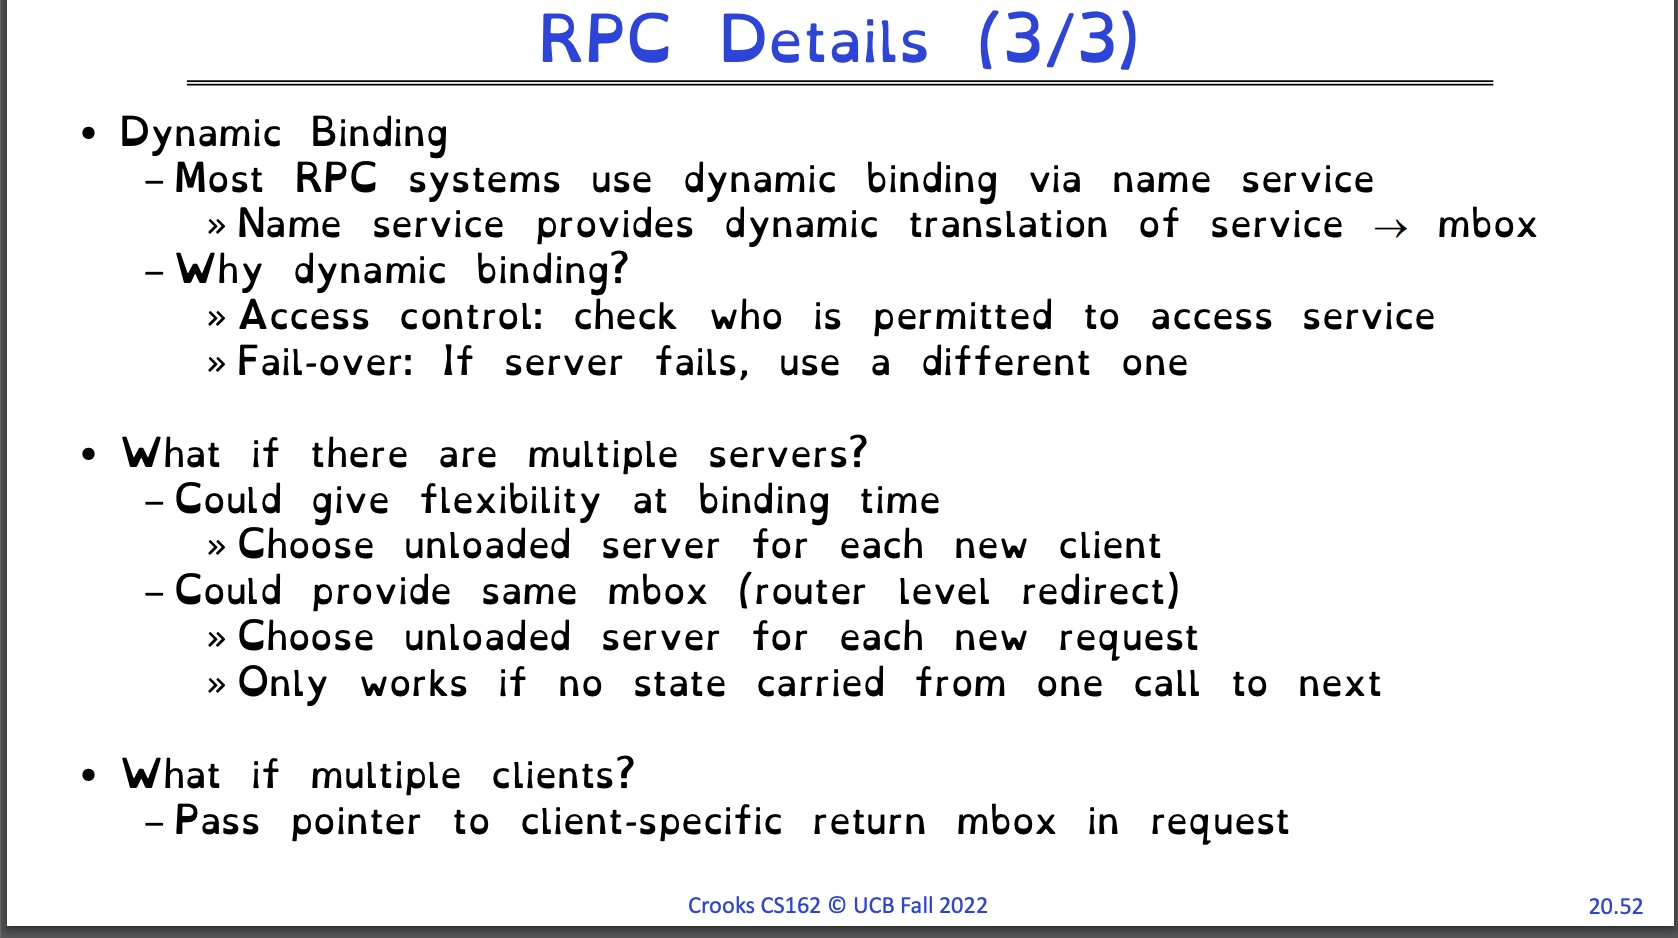 RPC Details (3/3)
• Dynamic Binding
– Most RPC systems use dynamic binding via name service
» Name service provides dynamic translation of service → mbox
– Why dynamic binding?
» Access control: check who is permitted to access service
» Fail-over: If server fails, use a different one
• What if there are multiple servers?
– Could give flexibility at binding time
» Choose unloaded server for each new client
– Could provide same mbox (router level redirect)
» Choose unloaded server for each new request
» Only works if no state carried from one call to next
• What if multiple clients?
– Pass pointer to client-specific return mbox in request
Crooks CS162 © UCB Fall 2022
20.52